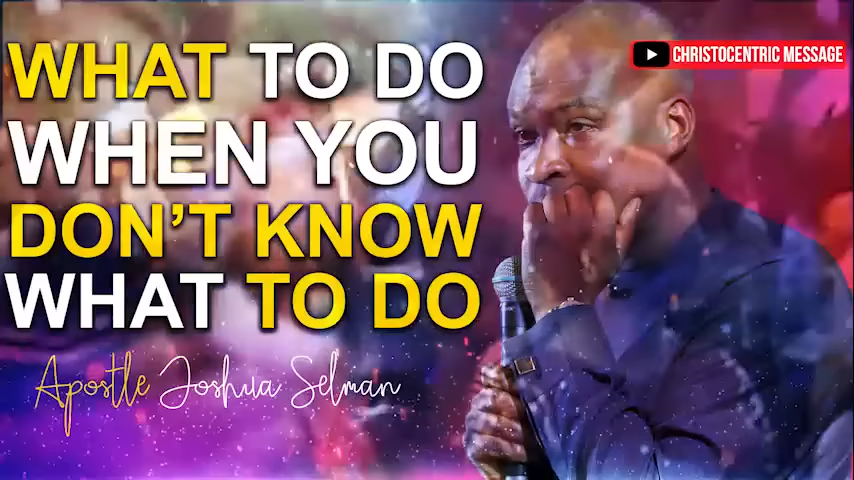 WHAT TO DO
WHEN YOU
DON'T KNOW
WHAT TO DO
Apostle Joshua Selman
CHRISTOCENTRIC MESSAGE